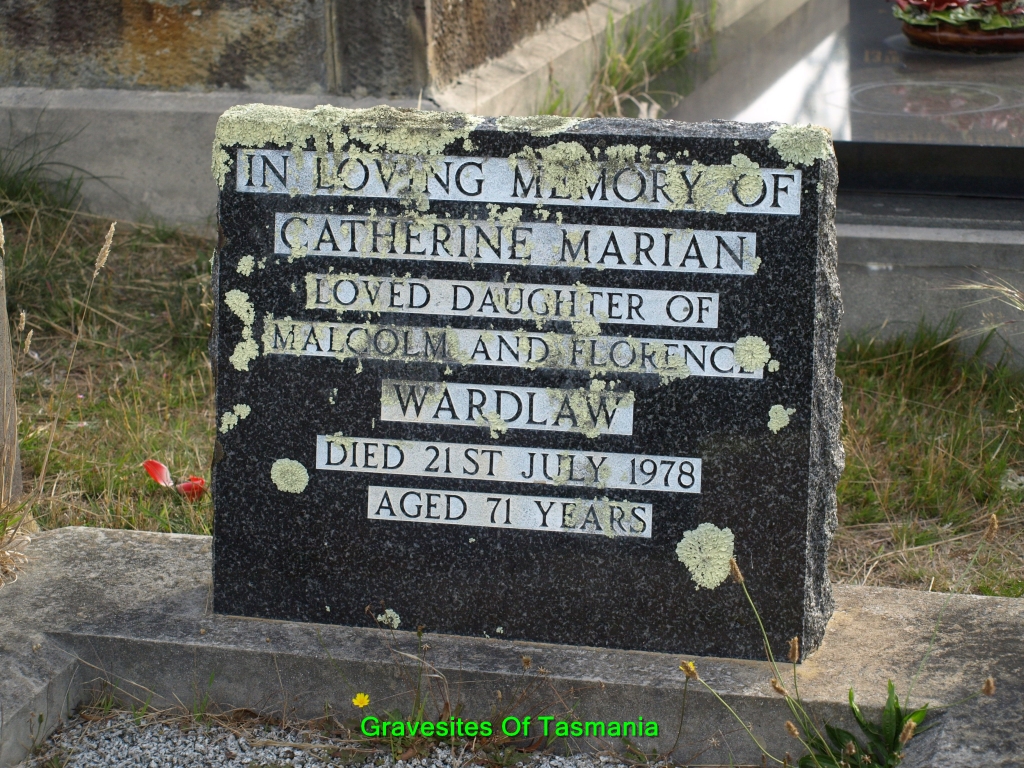 IN LOVING MEMORY OF
CATHERINE MARIAN
LOVED DAUGHTER OF
MALCOLM AND FLORENCE
WARDLAW
DIED 21ST JULY 1978
AGED 71 YEARS
Gravesites Of Tasmania